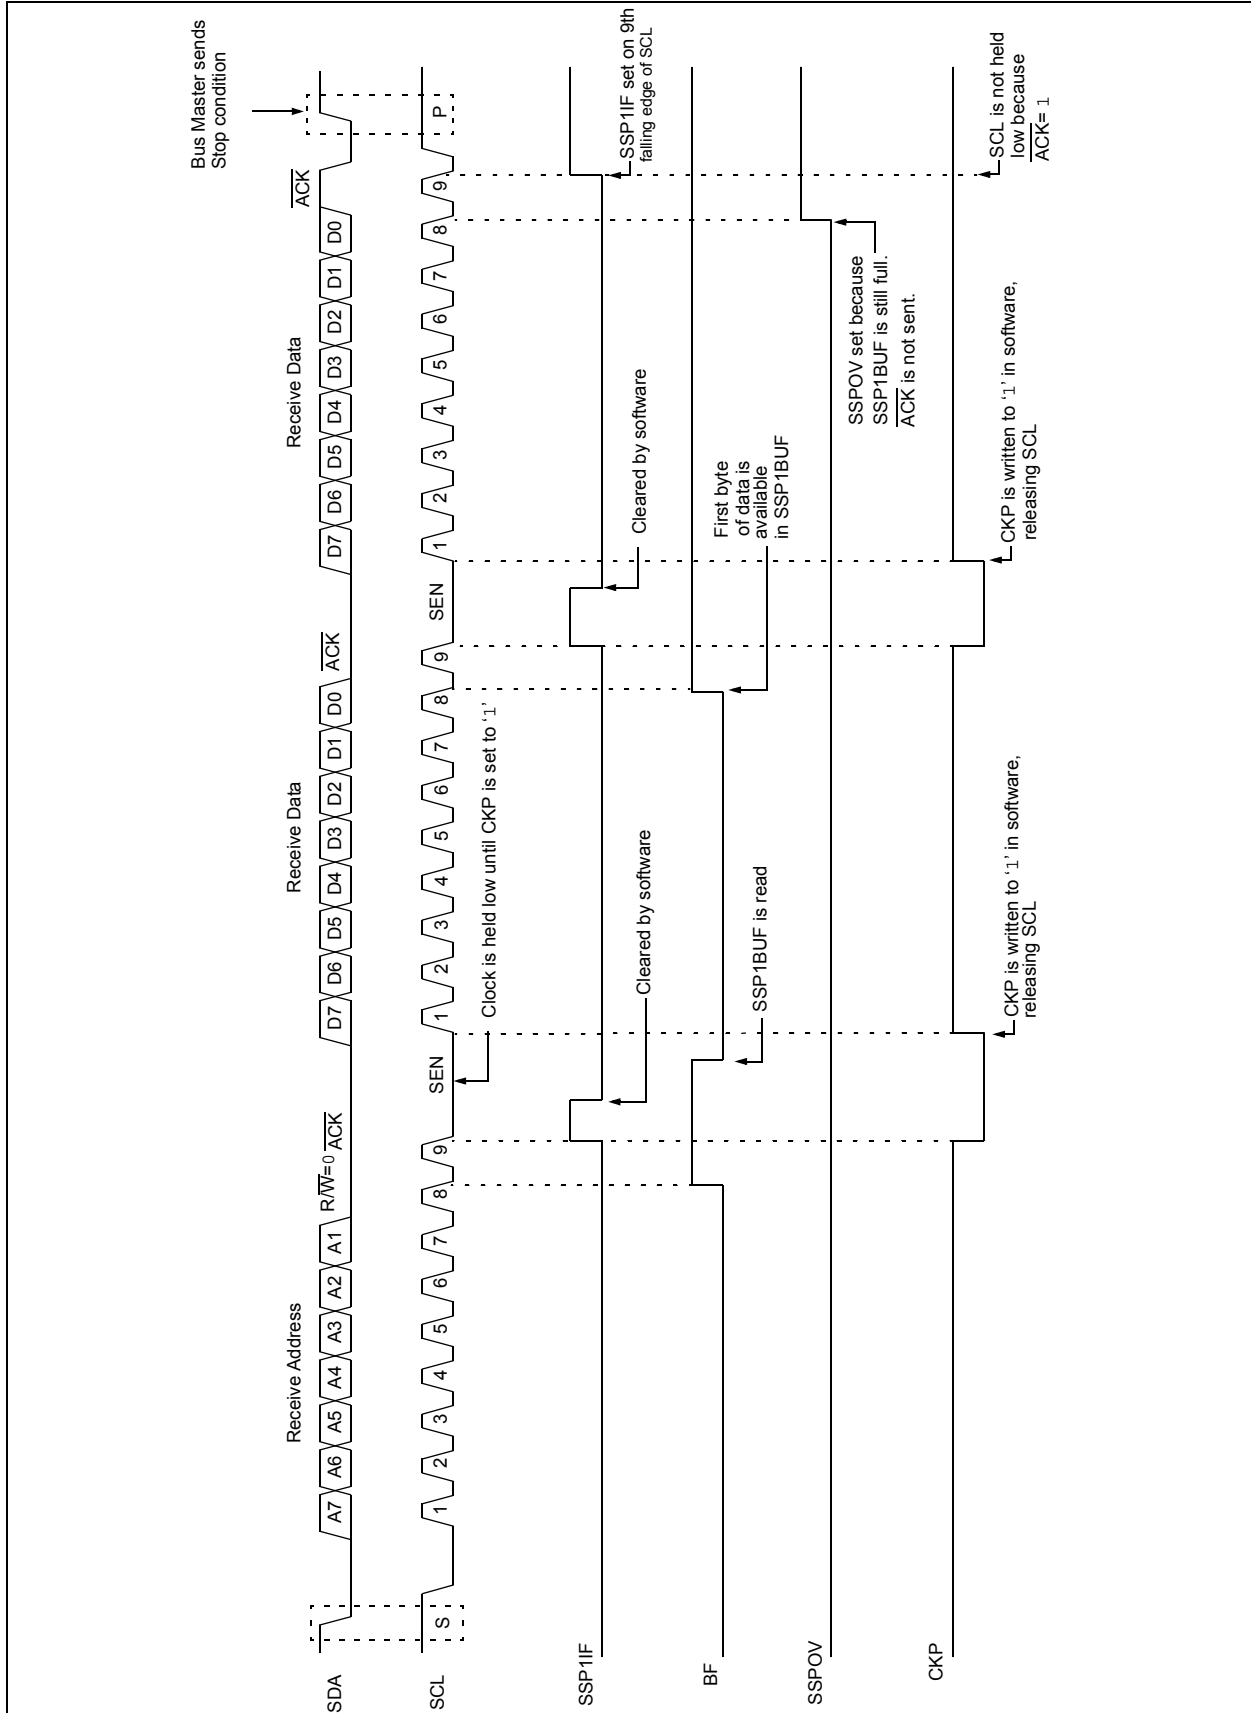 Bus Master sends
Stop condition
Receive Address
Receive Data
Receive Data
SDA
A7 A6 A5 A4 A3 A2 A1
R/W=0 ACK
D7 D6 D5 D4 D3 D2 D1 D0
ACK
D7 D6 D5 D4 D3 D2 D1 D0
ACK
SCL
S
1 2 3 4 5 6 7 8 9
SEN
1 2 3 4 5 6 7 8 9
SEN
1 2 3 4 5 6 7 8 9
P
Clock is held low until CKP is set to ‘1’
SSP1IF
Cleared by software
Cleared by software
SSP1IF set on 9th
falling edge of SCL
BF
SSP1BUF is read
First byte
of data is
available
in SSP1BUF
SSPOV
SSPOV set because
SSP1BUF is still full.
ACK is not sent.
CKP
CKP is written to ‘1’ in software,
releasing SCL
CKP is written to ‘1’ in software,
releasing SCL
SCL is not held
low because
ACK= 1